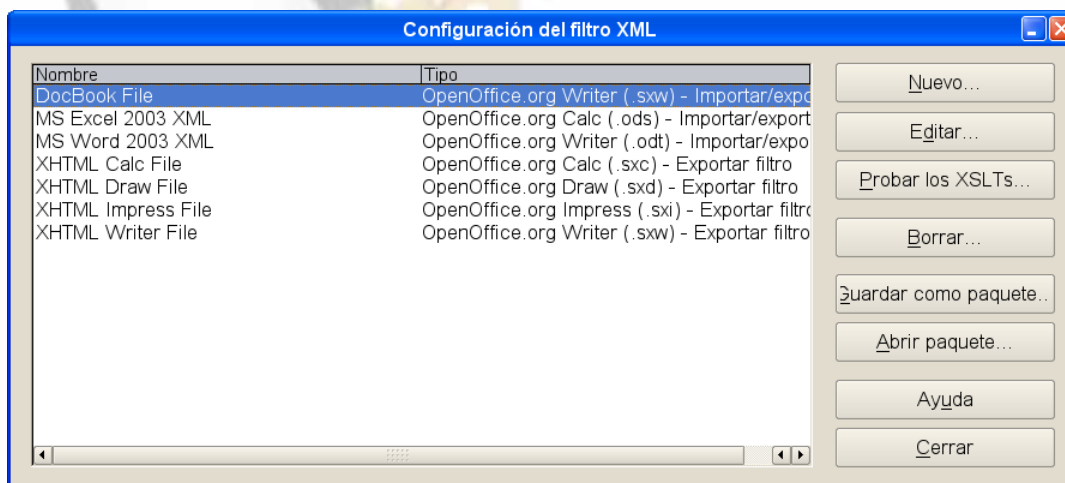 Configuración del filtro XML
Nombre Tipo
DocBook File OpenOffice.org Writer (.sxw) - Importar/expo
MS Excel 2003 XML OpenOffice.org Calc (.ods) - Importar/export
MS Word 2003 XML OpenOffice.org Writer (.odt) - Importar/expo
XHTML Calc File OpenOffice.org Calc (.sxc) - Exportar filtro
XHTML Draw File OpenOffice.org Draw (.sxd) - Exportar filtro
XHTML Impress File OpenOffice.org Impress (.sxi) - Exportar filtro
XHTML Writer File OpenOffice.org Writer (.sxw) - Exportar filtro
Nuevo...
Editar...
Probar los XSLTs...
Borrar...
Guardar como paquete..
Abrir paquete...
Ayuda
Cerrar